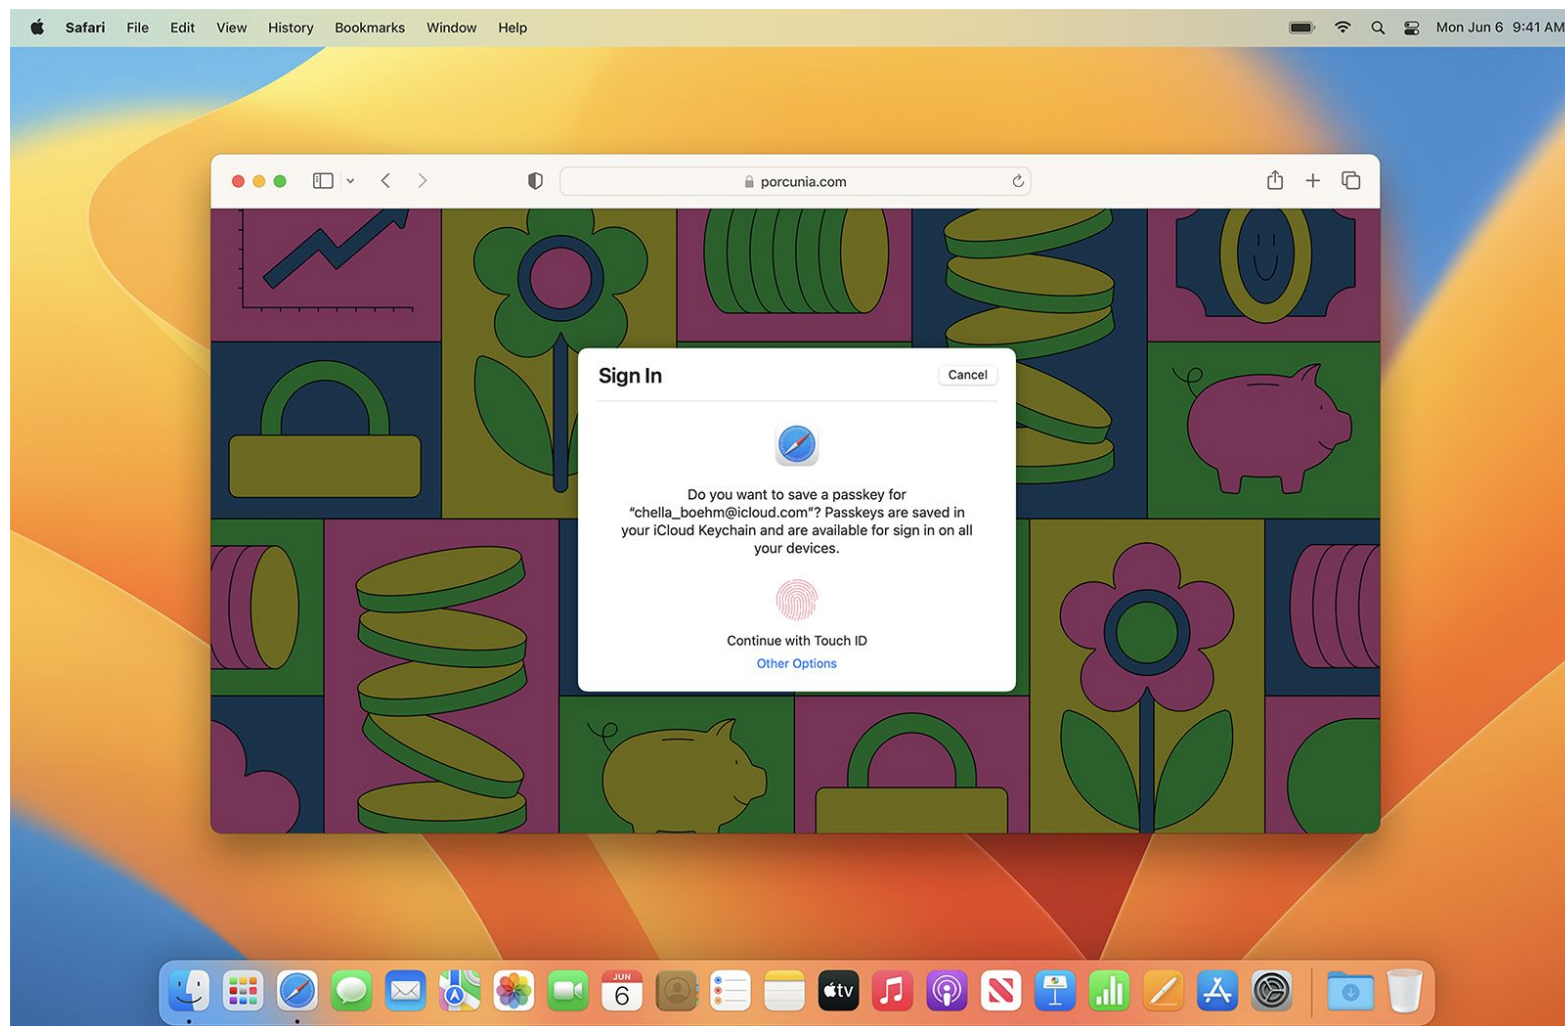 Safari File Edit View History Bookmarks Window Help Mon Jun 6 9:41 AM
porcunia.com
Sign In Cancel
Do you want to save a passkey for
“chella_boehm@icloud.com”? Passkeys are saved in
your iCloud Keychain and are available for sign in on all
your devices.
Continue with Touch ID
Other Options
JUN
6
tv